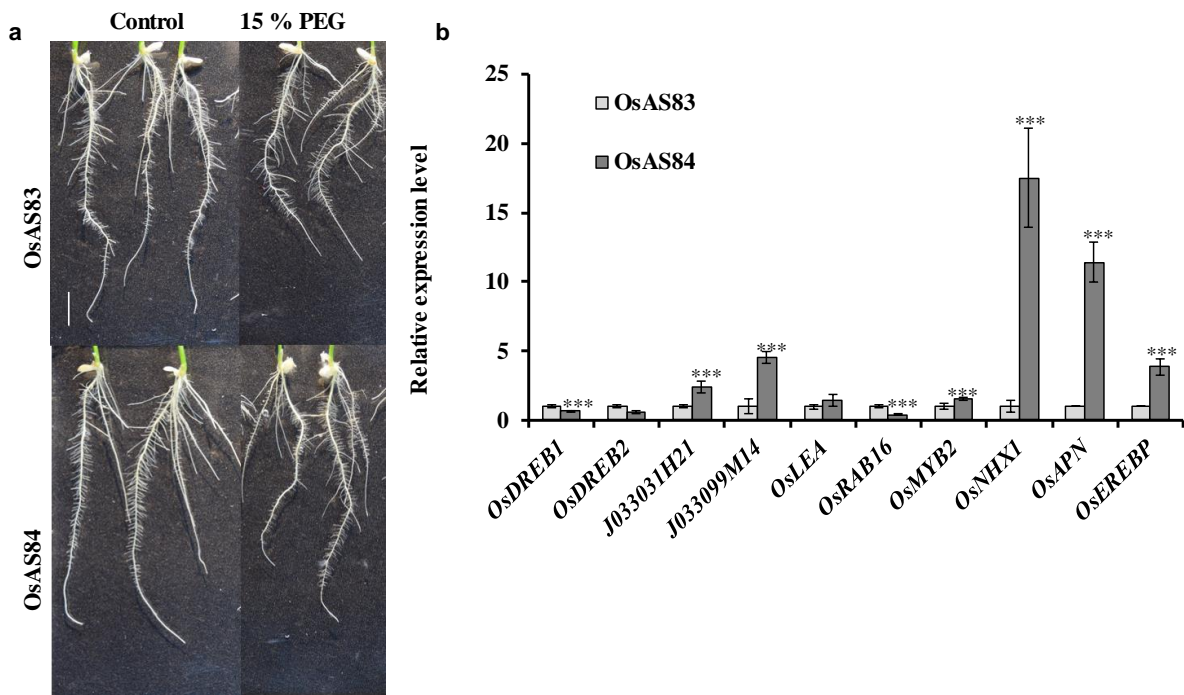 Control 15 % PEG
a
OsAS83
OsAS84
b
Relative expression level
25
20
15
10
5
0
OsAS83
OsAS84
***
***
***
***
***
***
***
***
OsDREB1
OsDREB2
J033031H21
J033099M14
OsLEA
OsRAB16
OsMYB2
OsNHX1
OsAPN
OsEREBP